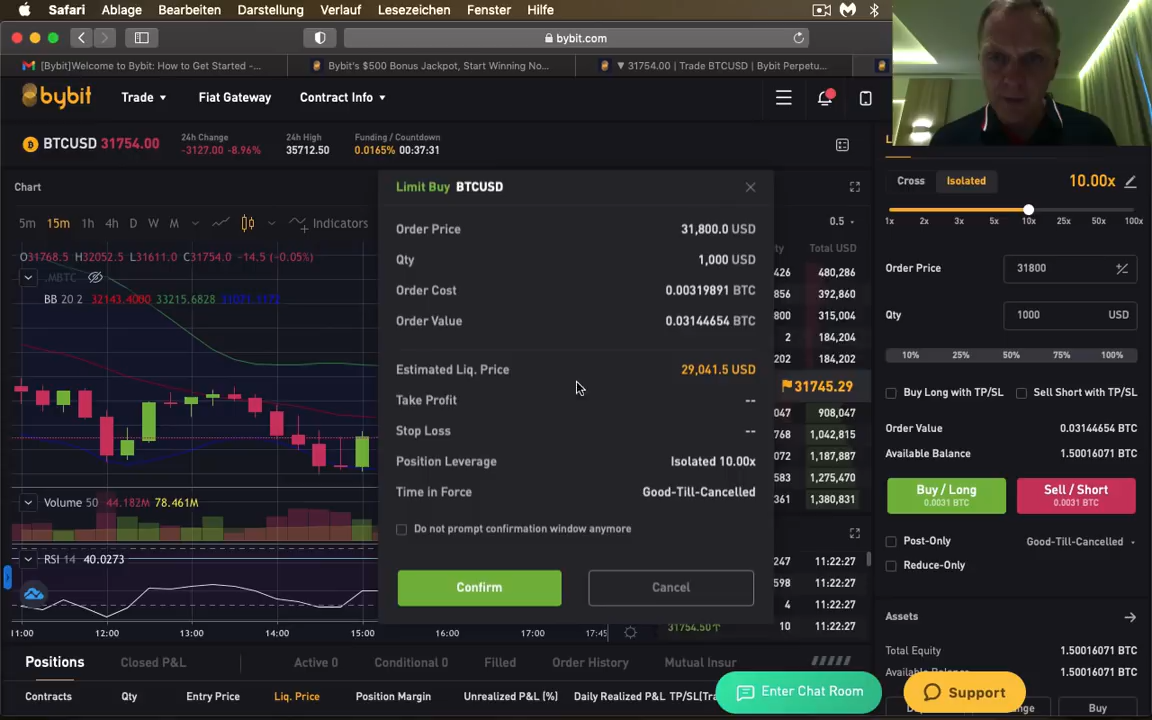 Safari Ablage Bearbeiten Darstellung Verlauf Lesezeichen Fenster Hilfe
bybit.com
[Bybit]Welcome to Bybit: How to Get Started -...
Bybit's $500 Bonus Jackpot, Start Winning No...
▼ 31754.00 | Trade BTCUSD | Bybit Perpetu...
bybit Trade Fiat Gateway Contract Info
BTCUSD 31754.00
24h Change
-3127.00 -8.96%
24h High
35712.50
Funding / Countdown
0.0165% 00:37:31
Chart
5m 15m 1h 4h D W M Indicators
O31768.5 H32052.5 L31611.0 C31754.0 -14.5 (-0.05%)
.MBTC
BB 20 2 32143.4000 33215.6828
Volume 50 44.182M 78.461M
RSI 14 40.0273
11:00 12:00 13:00 14:00 15:00 16:00 17:00 17:45
Limit Buy BTCUSD
Order Price 31,800.0 USD
Qty 1,000 USD
Order Cost 0.00319891 BTC
Order Value 0.03144654 BTC
Estimated Liq. Price 29,041.5 USD
Take Profit --
Stop Loss --
Position Leverage Isolated 10.00x
Time in Force Good-Till-Cancelled
Do not prompt confirmation window anymore
Confirm Cancel
0.5
Total USD
426 480,286
856 392,860
800 315,004
2 184,204
202 184,202
31745.29
047 908,047
768 1,042,815
072 1,187,887
583 1,275,470
361 1,380,831
247 11:22:27
598 11:22:27
4 11:22:27
31754.50↑ 10 11:22:27
Cross Isolated 10.00x
1x 2x 3x 5x 10x 25x 50x 100x
Order Price 31800
Qty 1000 USD
10% 25% 50% 75% 100%
Buy Long with TP/SL Sell Short with TP/SL
Order Value 0.03144654 BTC
Available Balance 1.50016071 BTC
Buy / Long
0.0031 BTC
Sell / Short
0.0031 BTC
Post-Only Good-Till-Cancelled
Reduce-Only
Assets
Total Equity 1.50016071 BTC
1.50016071 BTC
Buy
Positions Closed P&L Active 0 Conditional 0 Filled Order History Mutual Insur
Contracts Qty Entry Price Liq. Price Position Margin Unrealized P&L (%) Daily Realized P&L TP/SL(Tra
Enter Chat Room
Support